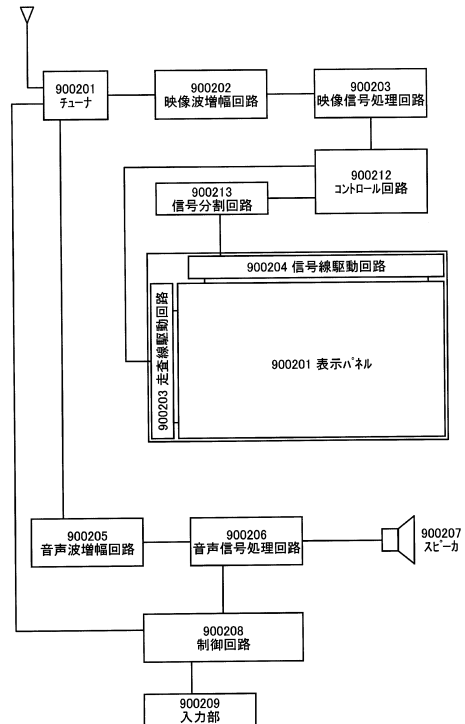 900201
チューナ
900202
映像波増幅回路
900203
映像信号処理回路
900212
コントロール回路
900213
信号分割回路
900204 信号線駆動回路
900203 走査線駆動回路
900201 表示パネル
900205
音声波増幅回路
900206
音声信号処理回路
900207
スピーカ
900208
制御回路
900209
入力部